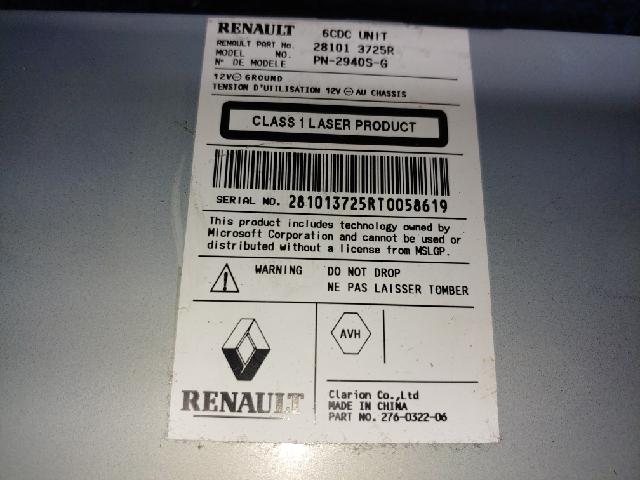 RENAULT 6CDC UNIT
RENAULT PART No. 28101 3725R
MODEL NO.
N° DE MODELE PN-2940S-G
12V⊝ GROUND
TENSION D'UTILISATION 12V ⊝ AU CHASSIS
CLASS 1 LASER PRODUCT
SERIAL NO. 281013725RT0058619
This product includes technology owned by
Microsoft Corporation and cannot be used or
distributed without a license from MSLGP.
WARNING DO NOT DROP
NE PAS LAISSER TOMBER
AVH
RENAULT
Clarion Co.,Ltd
MADE IN CHINA
PART NO. 276-0322-06